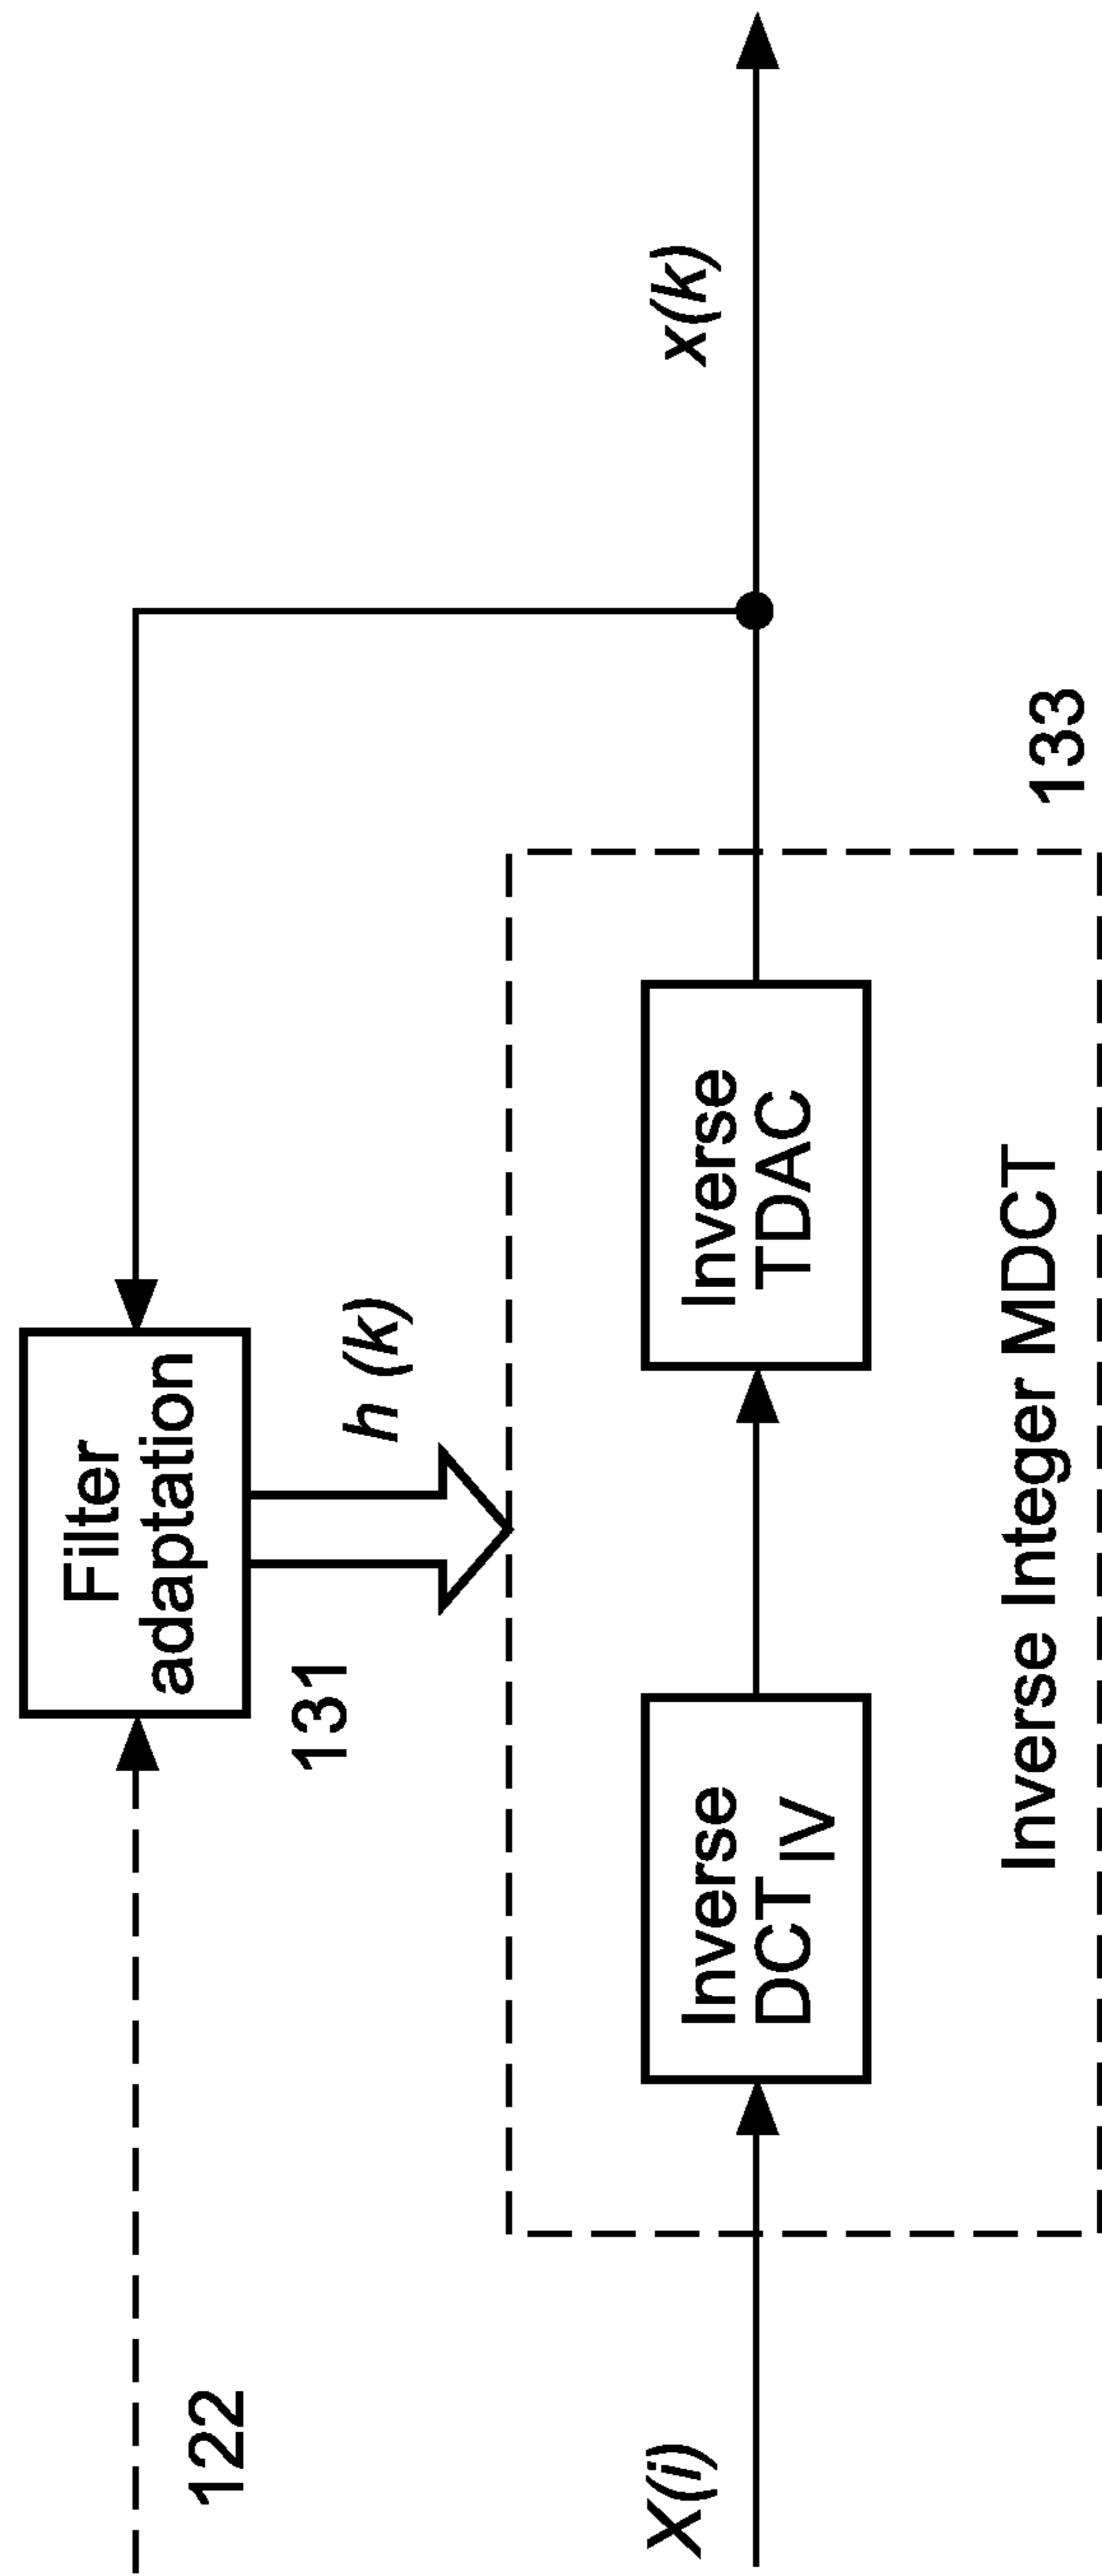 Filter
adaptation
122
131
h (k)
X(i)
x(k)
Inverse
DCT IV
Inverse
TDAC
133
Inverse Integer MDCT